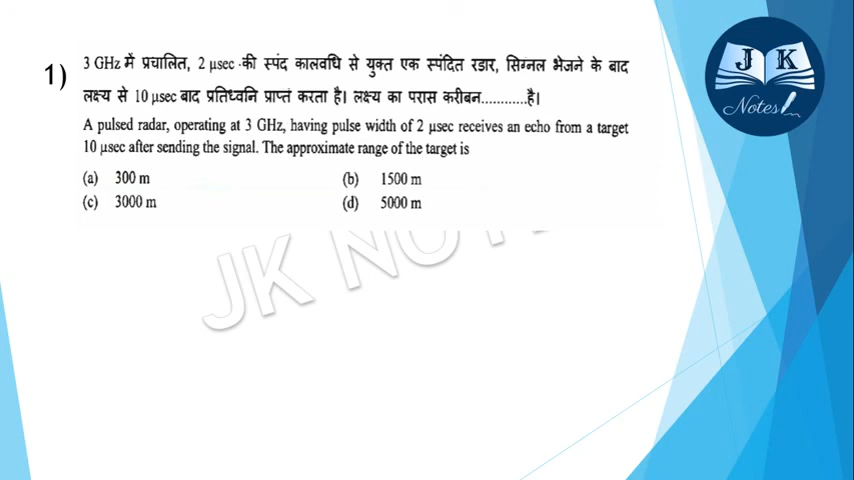 1)
3 GHz में प्रचालित, 2 μsec की स्पंद कालवधि से युक्त एक स्पंदित रडार, सिग्नल भेजने के बाद
लक्ष्य से 10 μsec बाद प्रतिध्वनि प्राप्त करता है। लक्ष्य का परास करीबन...........है।
A pulsed radar, operating at 3 GHz, having pulse width of 2 μsec receives an echo from a target
10 μsec after sending the signal. The approximate range of the target is
(a) 300 m (b) 1500 m
(c) 3000 m (d) 5000 m
J K
Notes
JK NOTE